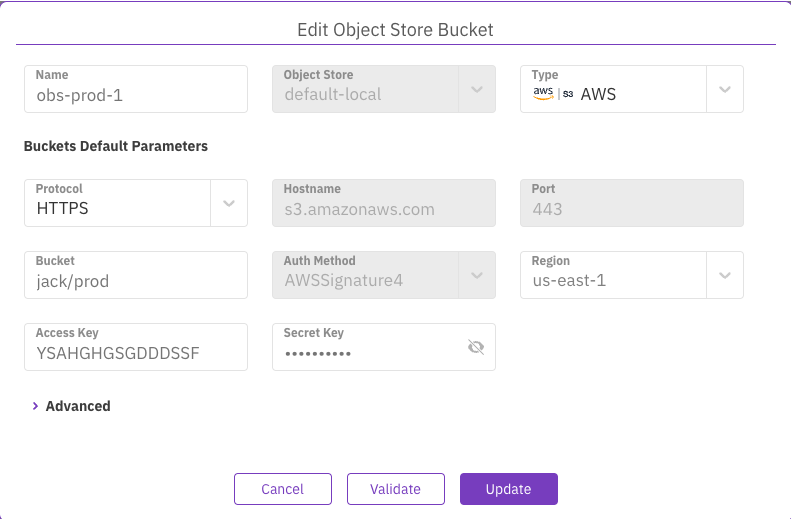 Edit Object Store Bucket
Name
obs-prod-1
Object Store
default-local
Type
aws | S3 AWS
Buckets Default Parameters
Protocol
HTTPS
Hostname
s3.amazonaws.com
Port
443
Bucket
jack/prod
Auth Method
AWSSignature4
Region
us-east-1
Access Key
YSAHGHGSGDDDSSF
Secret Key
••••••••••
Advanced
Cancel
Validate
Update